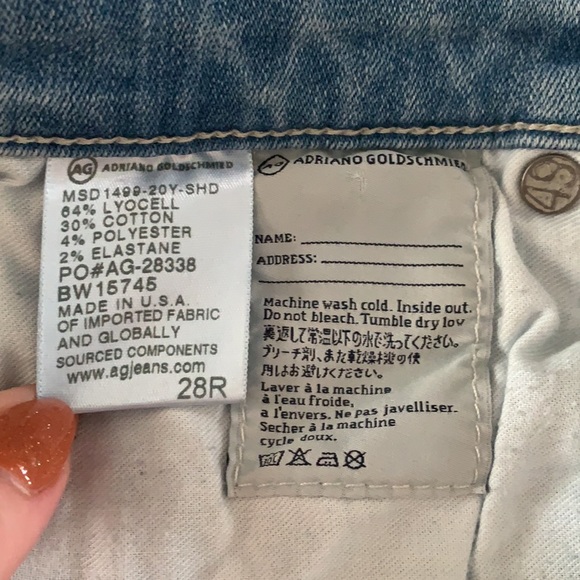 AG ADRIANO GOLDSCHMIED
MSD1499-20Y-SHD
64% LYOCELL
30% COTTON
4% POLYESTER
2% ELASTANE
PO#AG-28338
BW15745
MADE IN U.S.A.
OF IMPORTED FABRIC
AND GLOBALLY
SOURCED COMPONENTS
www.agjeans.com
28R
ADRIANO GOLDSCHMIED
NAME:
ADDRESS:
Machine wash cold. Inside out.
Do not bleach. Tumble dry low
裏返して常温以下の水で洗ってください。
ブリーチ剤、また乾燥機の使
用はお避けください。
Laver à la machine
à l'eau froide,
a l'envers. Ne pas javelliser.
Secher à la machine
cycle doux.